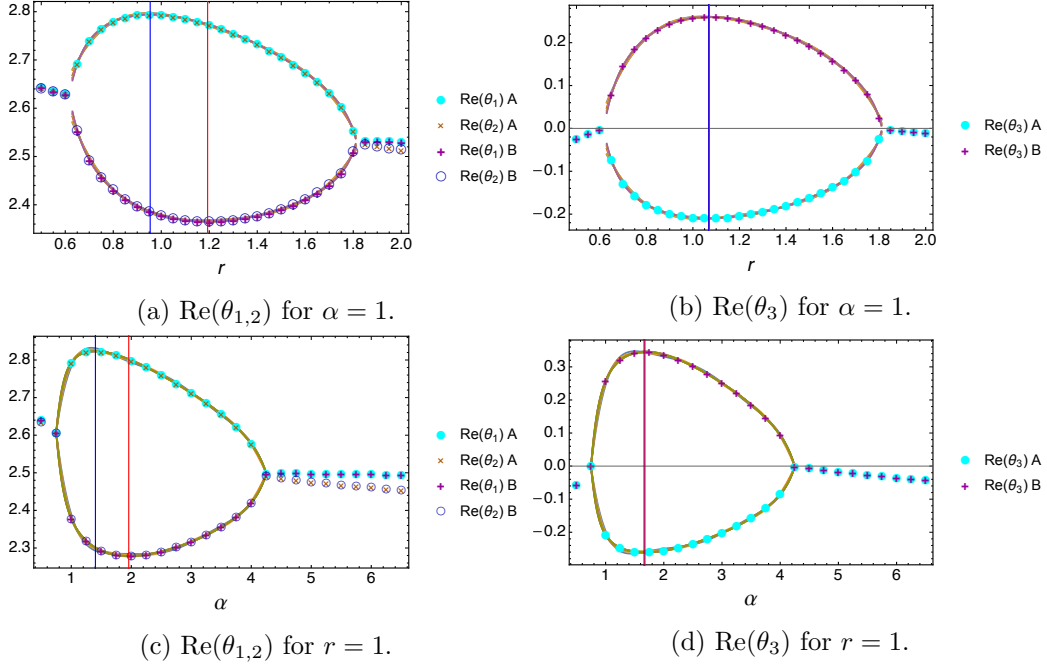 2.8
2.7
2.6
2.5
2.4
0.6 0.8 1.0 1.2 1.4 1.6 1.8 2.0
r
Re(θ1) A
Re(θ2) A
Re(θ1) B
Re(θ2) B
(a) Re(θ1,2) for α = 1.
0.2
0.1
0.0
−0.1
−0.2
0.6 0.8 1.0 1.2 1.4 1.6 1.8 2.0
r
Re(θ3) A
Re(θ3) B
(b) Re(θ3) for α = 1.
2.8
2.7
2.6
2.5
2.4
2.3
1 2 3 4 5 6
α
Re(θ1) A
Re(θ2) A
Re(θ1) B
Re(θ2) B
(c) Re(θ1,2) for r = 1.
0.3
0.2
0.1
0.0
−0.1
−0.2
1 2 3 4 5 6
α
Re(θ3) A
Re(θ3) B
(d) Re(θ3) for r = 1.